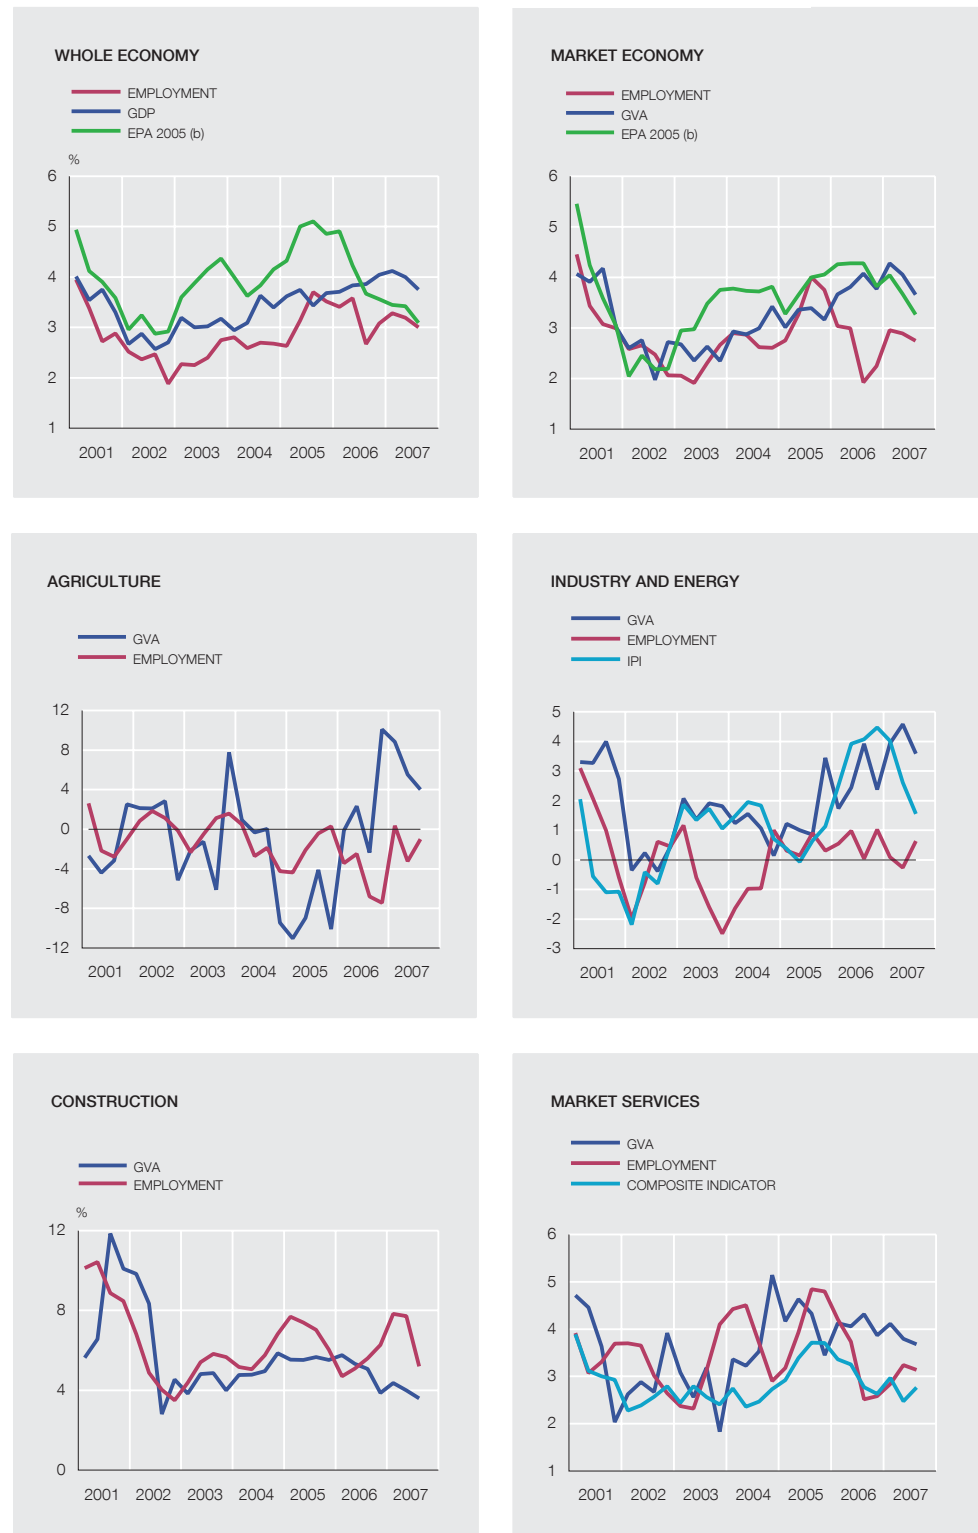 WHOLE ECONOMY
EMPLOYMENT
GDP
EPA 2005 (b)
%
6
5
4
3
2
1
2001 2002 2003 2004 2005 2006 2007
MARKET ECONOMY
EMPLOYMENT
GVA
EPA 2005 (b)
6
5
4
3
2
1
2001 2002 2003 2004 2005 2006 2007
AGRICULTURE
GVA
EMPLOYMENT
12
8
4
0
-4
-8
-12
2001 2002 2003 2004 2005 2006 2007
INDUSTRY AND ENERGY
GVA
EMPLOYMENT
IPI
5
4
3
2
1
0
-1
-2
-3
2001 2002 2003 2004 2005 2006 2007
CONSTRUCTION
GVA
EMPLOYMENT
%
12
8
4
0
2001 2002 2003 2004 2005 2006 2007
MARKET SERVICES
GVA
EMPLOYMENT
COMPOSITE INDICATOR
6
5
4
3
2
1
2001 2002 2003 2004 2005 2006 2007